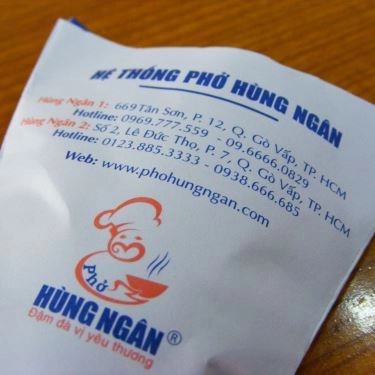 HỆ THỐNG PHỞ HÙNG NGÂN
Hùng Ngân 1: 669 Tân Sơn, P. 12, Q. Gò Vấp, TP. HCM
Hotline: 0969.777.559 - 09.6666.0829
Hùng Ngân 2: Số 2, Lê Đức Thọ, P. 7, Q. Gò Vấp, TP. HCM
Hotline: 0123.885.3333 - 0938.666.685
Web: www.phohungngan.com
phở
HÙNG NGÂN®
Đậm đà vị yêu thương